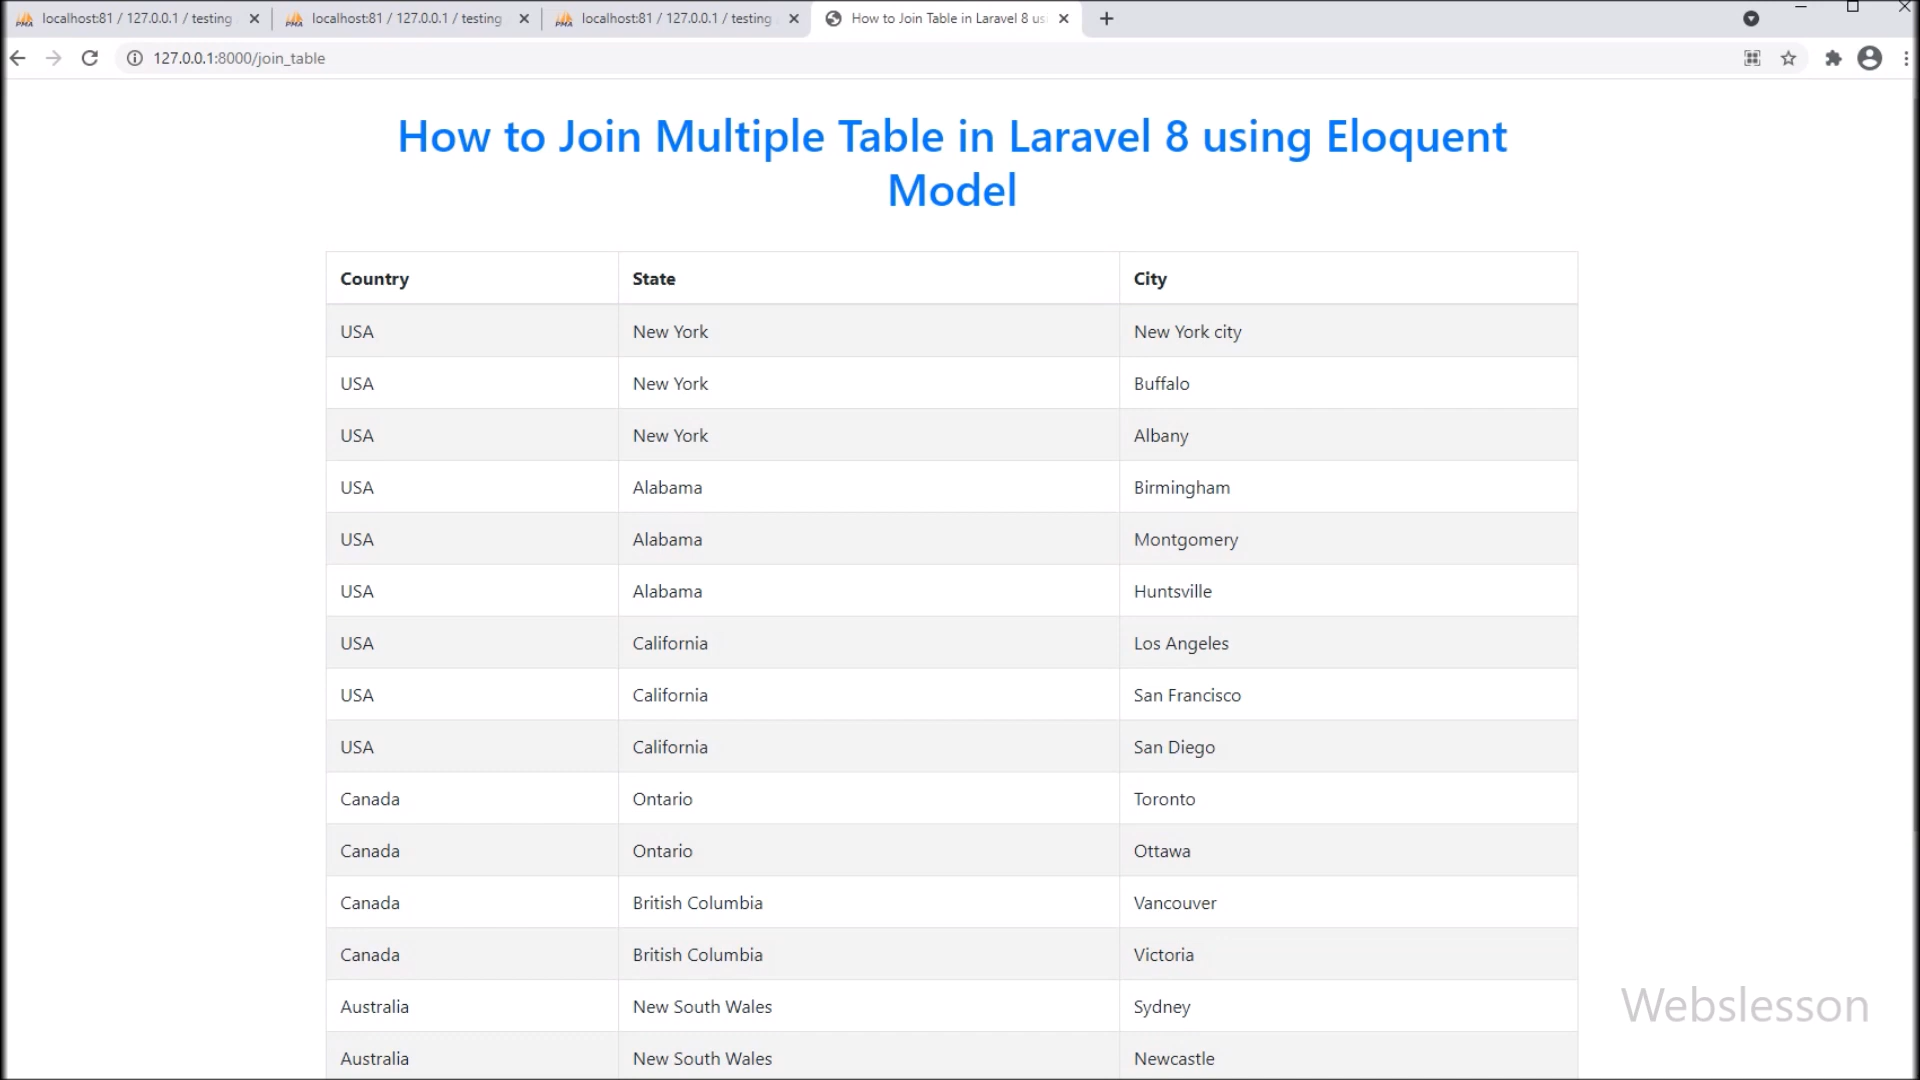 localhost:81 / 127.0.0.1 / testing
localhost:81 / 127.0.0.1 / testing
localhost:81 / 127.0.0.1 / testing
How to Join Table in Laravel 8 us
127.0.0.1:8000/join_table
How to Join Multiple Table in Laravel 8 using Eloquent
Model
Country State City
USA New York New York city
USA New York Buffalo
USA New York Albany
USA Alabama Birmingham
USA Alabama Montgomery
USA Alabama Huntsville
USA California Los Angeles
USA California San Francisco
USA California San Diego
Canada Ontario Toronto
Canada Ontario Ottawa
Canada British Columbia Vancouver
Canada British Columbia Victoria
Australia New South Wales Sydney
Australia New South Wales Newcastle
Webslesson